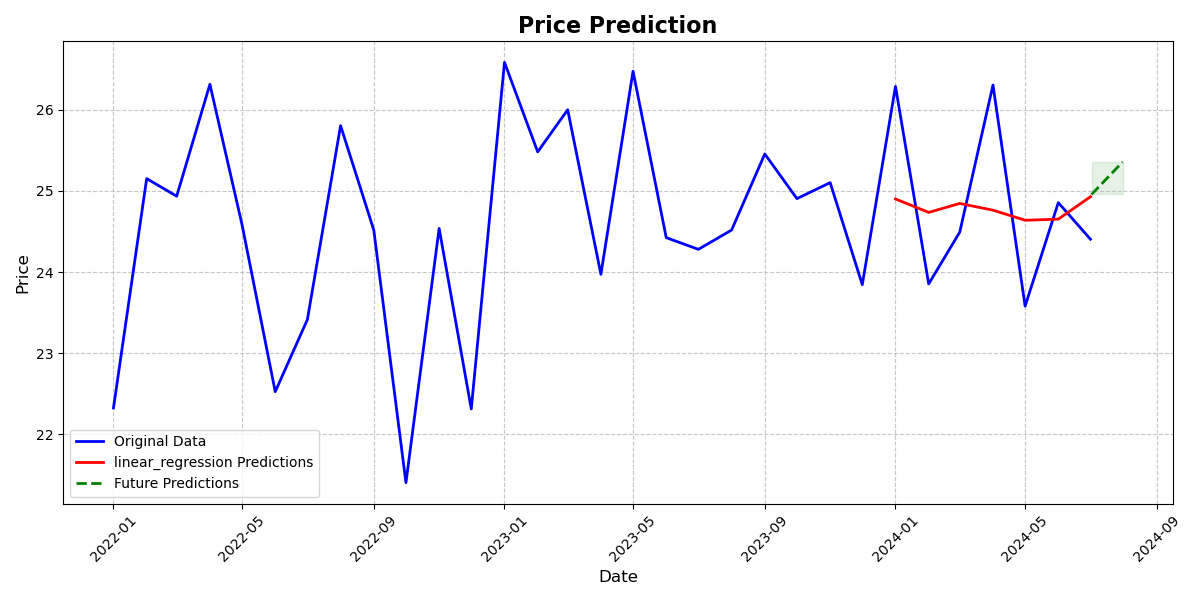 Price Prediction
Price
26
25
24
23
22
Original Data
linear_regression Predictions
Future Predictions
2022-01
2022-05
2022-09
2023-01
2023-05
2023-09
2024-01
2024-05
2024-09
Date